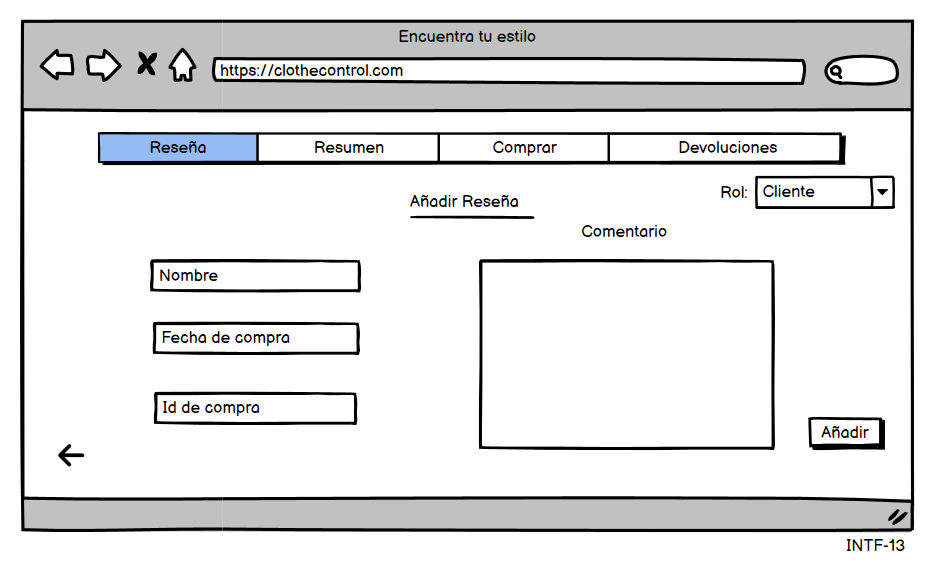 Encuentra tu estilo
https://clothecontrol.com
Reseña Resumen Comprar Devoluciones
Rol: Cliente
Añadir Reseña
Comentario
Nombre
Fecha de compra
Id de compra
Añadir
INTF-13